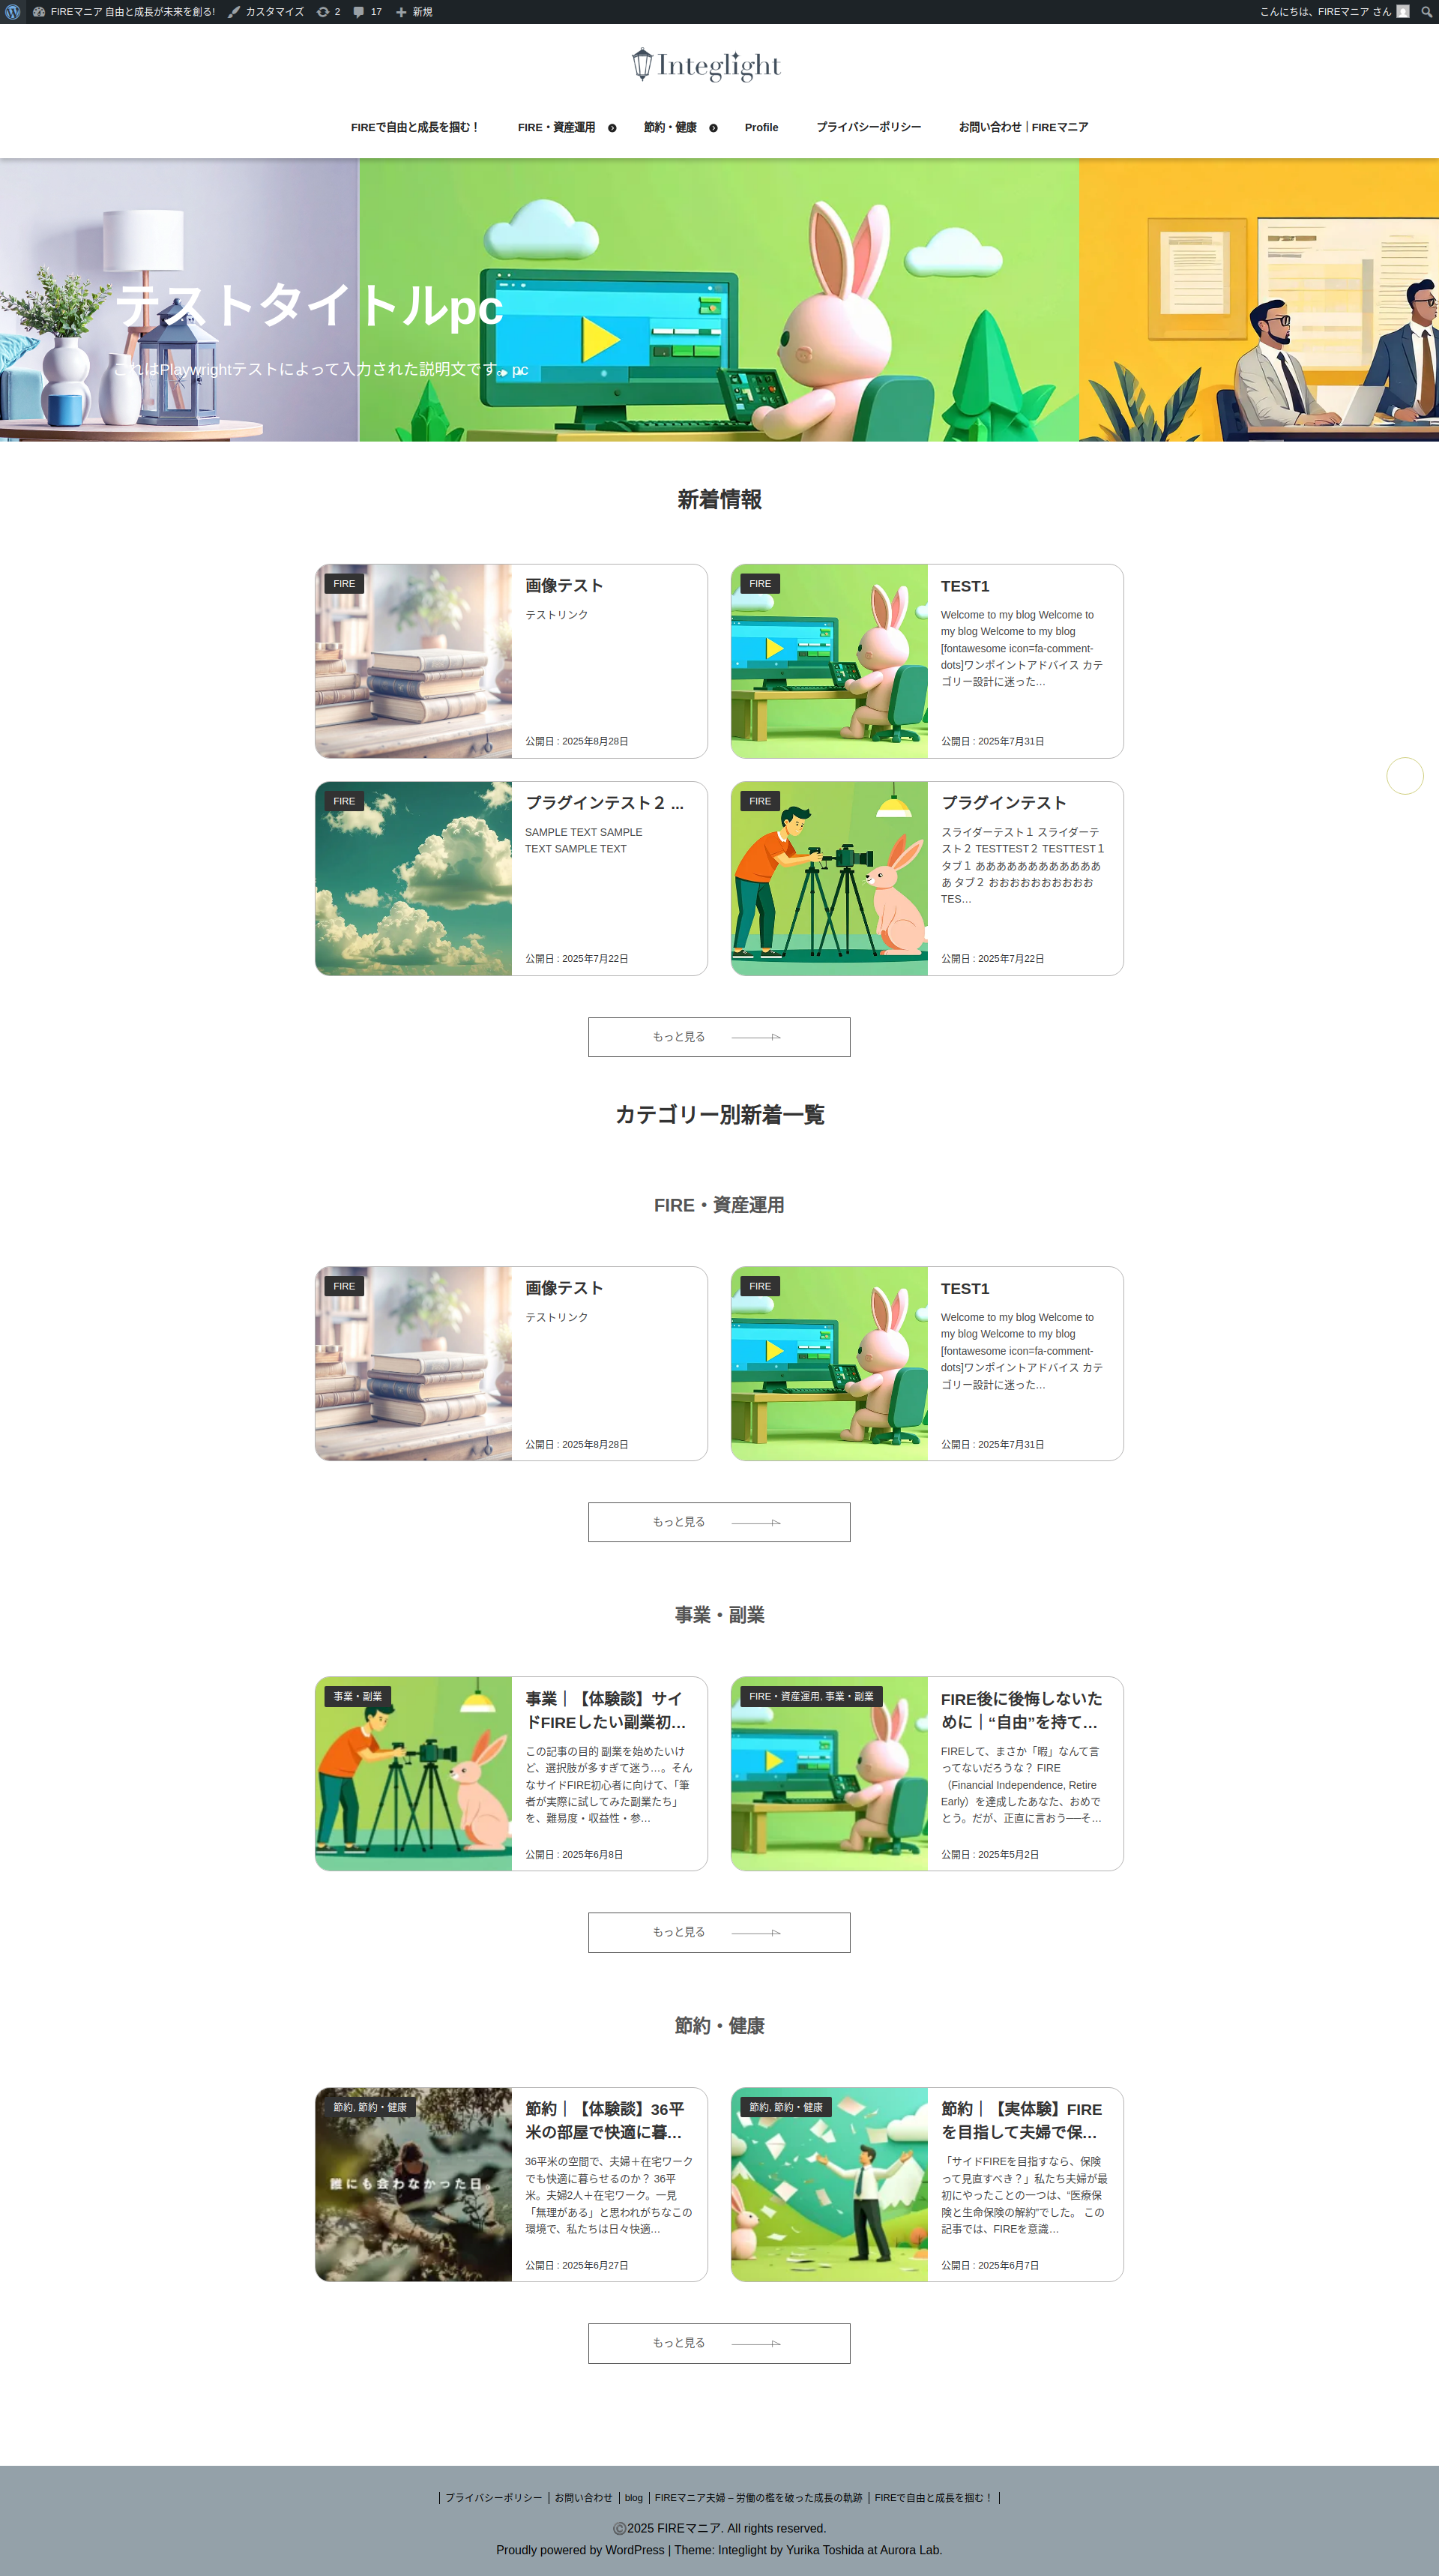 FIREマニア 自由と成長が未来を創る! カスタマイズ 2 17 新規 こんにちは、FIREマニア さん
Integlight
FIREで自由と成長を掴む！ FIRE・資産運用 節約・健康 Profile プライバシーポリシー お問い合わせ｜FIREマニア
テストタイトルpc
これはPlaywrightテストによって入力された説明文です。pc
新着情報
FIRE
画像テスト
テストリンク
公開日 : 2025年8月28日
FIRE
TEST1
Welcome to my blog Welcome to
my blog Welcome to my blog
[fontawesome icon=fa-comment-
dots]ワンポイントアドバイス カテ
ゴリー設計に迷った…
公開日 : 2025年7月31日
FIRE
プラグインテスト２ ...
SAMPLE TEXT SAMPLE
TEXT SAMPLE TEXT
公開日 : 2025年7月22日
FIRE
プラグインテスト
スライダーテスト１ スライダーテ
スト２ TESTTEST２ TESTTEST１
タブ１ ああああああああああああ
あ タブ２ おおおおおおおおおお
TES…
公開日 : 2025年7月22日
もっと見る
カテゴリー別新着一覧
FIRE・資産運用
FIRE
画像テスト
テストリンク
公開日 : 2025年8月28日
FIRE
TEST1
Welcome to my blog Welcome to
my blog Welcome to my blog
[fontawesome icon=fa-comment-
dots]ワンポイントアドバイス カテ
ゴリー設計に迷った…
公開日 : 2025年7月31日
もっと見る
事業・副業
事業・副業
事業｜【体験談】サイ
ドFIREしたい副業初…
この記事の目的 副業を始めたいけ
ど、選択肢が多すぎて迷う…。そん
なサイドFIRE初心者に向けて、「筆
者が実際に試してみた副業たち」
を、難易度・収益性・参…
公開日 : 2025年6月8日
FIRE・資産運用, 事業・副業
FIRE後に後悔しないた
めに｜“自由”を持て…
FIREして、まさか「暇」なんて言
ってないだろうな？ FIRE
（Financial Independence, Retire
Early）を達成したあなた、おめで
とう。だが、正直に言おう──そ…
公開日 : 2025年5月2日
もっと見る
節約・健康
節約, 節約・健康
誰にも会わなかった日。
節約｜【体験談】36平
米の部屋で快適に暮…
36平米の空間で、夫婦＋在宅ワーク
でも快適に暮らせるのか？ 36平
米。夫婦2人＋在宅ワーク。一見
「無理がある」と思われがちなこの
環境で、私たちは日々快適…
公開日 : 2025年6月27日
節約, 節約・健康
節約｜【実体験】FIRE
を目指して夫婦で保…
「サイドFIREを目指すなら、保険
って見直すべき？」私たち夫婦が最
初にやったことの一つは、“医療保
険と生命保険の解約”でした。 この
記事では、FIREを意識…
公開日 : 2025年6月7日
もっと見る
プライバシーポリシー お問い合わせ blog FIREマニア夫婦 – 労働の檻を破った成長の軌跡 FIREで自由と成長を掴む！
©2025 FIREマニア. All rights reserved.
Proudly powered by WordPress | Theme: Integlight by Yurika Toshida at Aurora Lab.